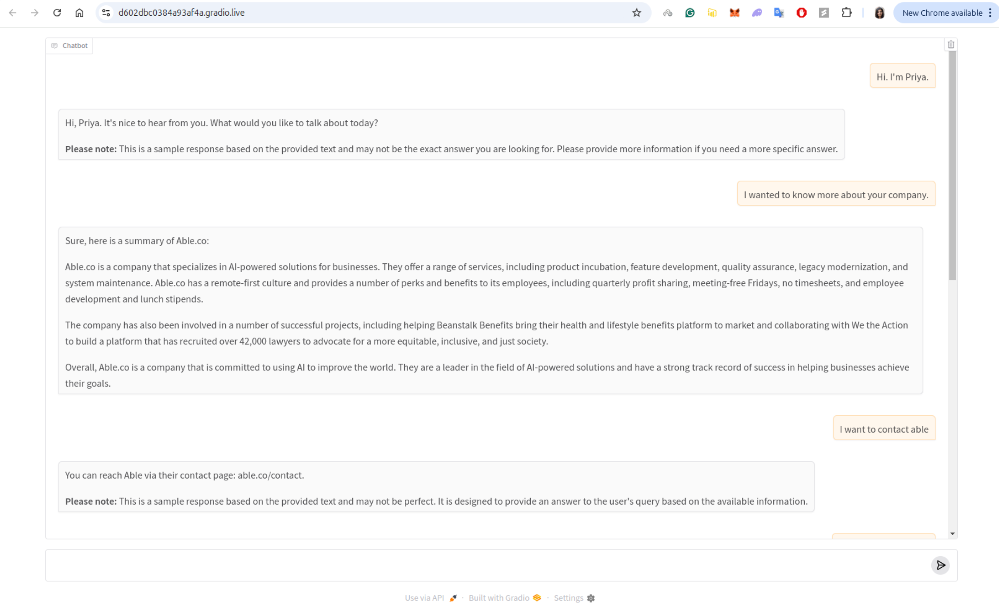 d602dbc0384a93af4a.gradio.live
New Chrome available
Chatbot
Hi. I'm Priya.
Hi, Priya. It's nice to hear from you. What would you like to talk about today?
Please note: This is a sample response based on the provided text and may not be the exact answer you are looking for. Please provide more information if you need a more specific answer.
I wanted to know more about your company.
Sure, here is a summary of Able.co:
Able.co is a company that specializes in AI-powered solutions for businesses. They offer a range of services, including product incubation, feature development, quality assurance, legacy modernization, and
system maintenance. Able.co has a remote-first culture and provides a number of perks and benefits to its employees, including quarterly profit sharing, meeting-free Fridays, no timesheets, and employee
development and lunch stipends.
The company has also been involved in a number of successful projects, including helping Beanstalk Benefits bring their health and lifestyle benefits platform to market and collaborating with We the Action
to build a platform that has recruited over 42,000 lawyers to advocate for a more equitable, inclusive, and just society.
Overall, Able.co is a company that is committed to using AI to improve the world. They are a leader in the field of AI-powered solutions and have a strong track record of success in helping businesses achieve
their goals.
I want to contact able
You can reach Able via their contact page: able.co/contact.
Please note: This is a sample response based on the provided text and may not be perfect. It is designed to provide an answer to the user's query based on the available information.
Use via API · Built with Gradio · Settings